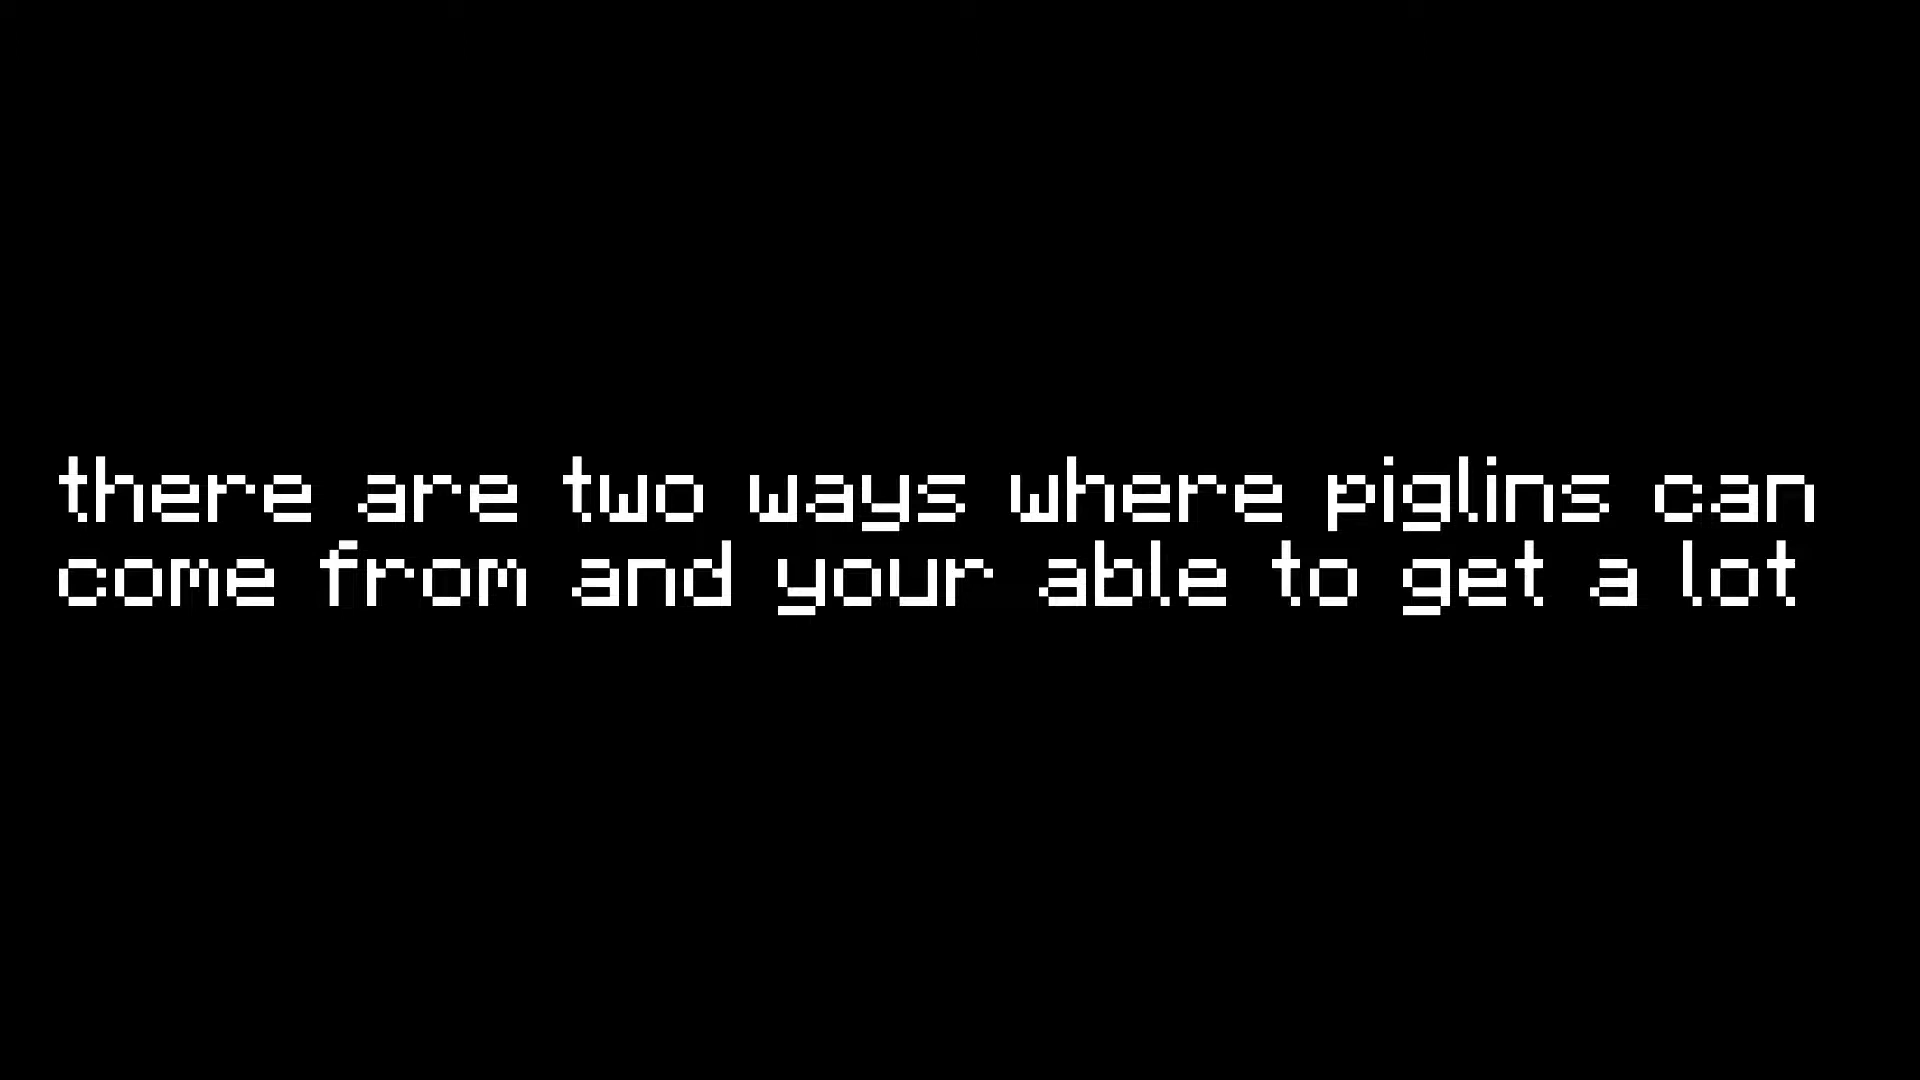 there are two ways where piglins can
come from and your able to get a lot